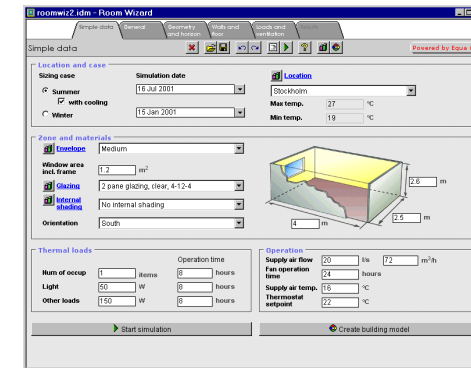 roomwiz2.idm - Room Wizard
Simple data
General
Geometry and horizon
Walls and floor
Loads and ventilation
Results
Simple data
Powered by Equa
Location and case
Sizing case
Simulation date
Location
Summer
16 Jul 2001
Stockholm
with cooling
Max temp. 27 °C
Winter
15 Jan 2001
Min temp. 19 °C
Zone and materials
Envelope
Medium
Window area
incl. frame
1.2 m²
Glazing
2 pane glazing, clear, 4-12-4
Internal
shading
No internal shading
Orientation
South
2.6 m
2.5 m
4 m
Thermal loads
Operation time
Num of occup 1 items 8 hours
Light 50 W 8 hours
Other loads 150 W 8 hours
Operation
Supply air flow 20 l/s 72 m³/h
Fan operation
time
24 hours
Supply air temp. 16 °C
Thermostat
setpoint
22 °C
Start simulation
Create building model